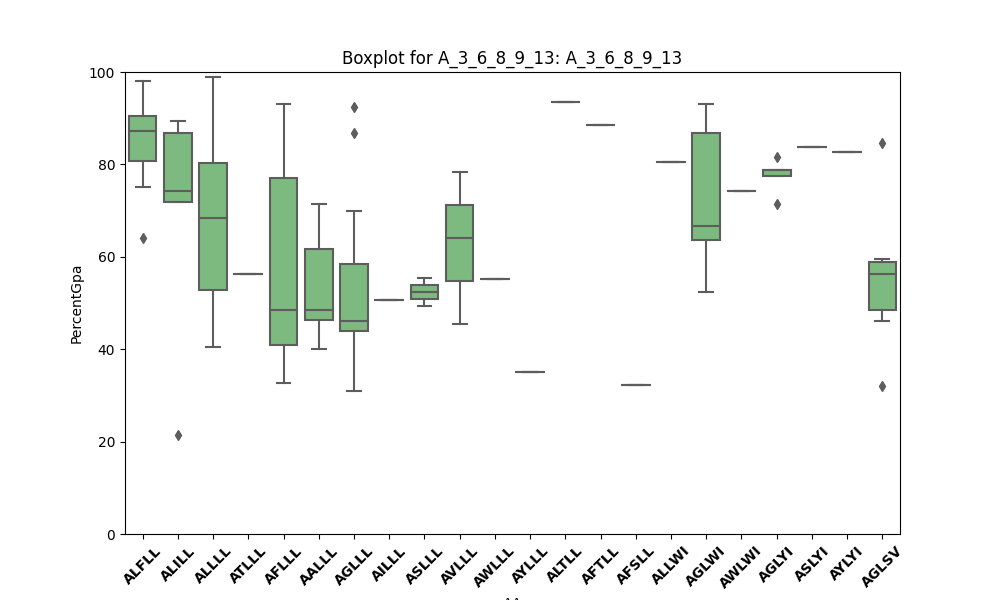 Boxplot for A_3_6_8_9_13: A_3_6_8_9_13
100
80
60
40
20
0
PercentGpa
ALFLL ALILL ALLLL ATLLL AFLLL AALLL AGLLL AILLL ASLLL AVLLL AWLLL AYLLL ALTLL AFTLL AFSLL ALLWI AGLWI AWLWI AGLYI ASLYI AYLYI AGLSV